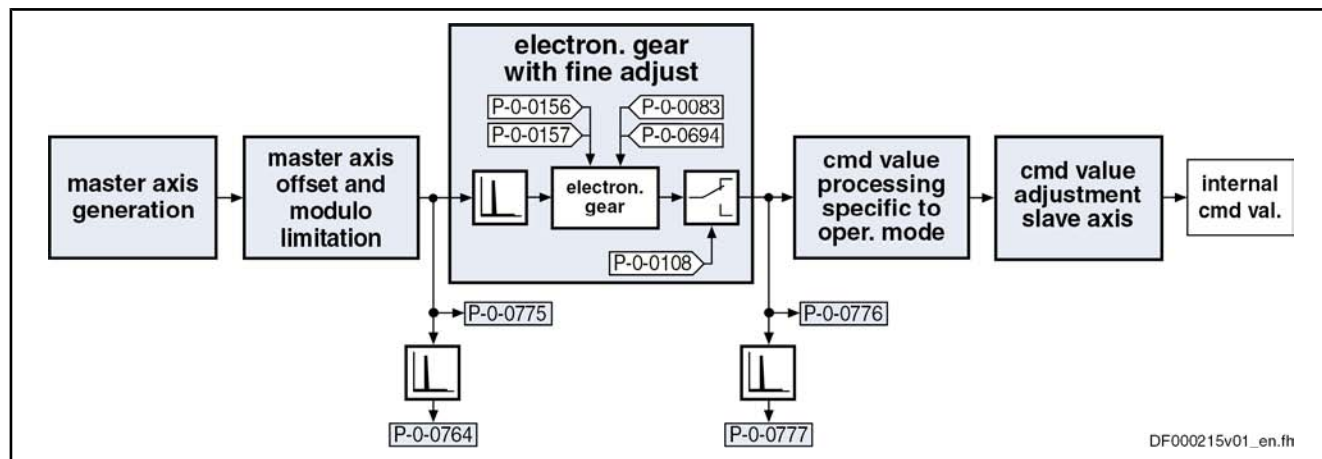 electron. gear
with fine adjust
P-0-0156
P-0-0083
P-0-0157
P-0-0694
master axis
generation
master axis
offset and
modulo
limitation
electron.
gear
P-0-0108
cmd value
processing
specific to
oper. mode
cmd value
adjustment
slave axis
internal
cmd val.
P-0-0775
P-0-0776
P-0-0764
P-0-0777
DF000215v01_en.fh